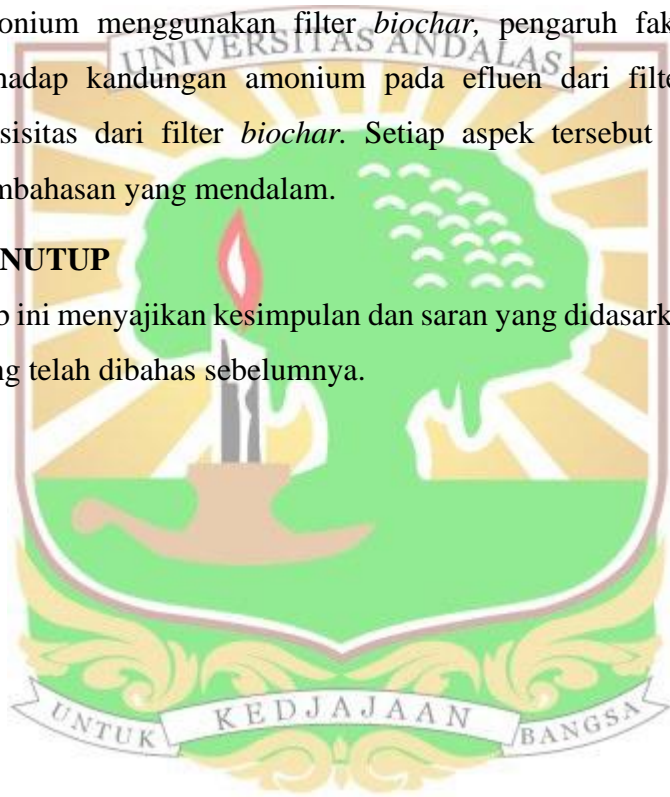 onium menggunakan filter biochar, pengaruh fak
UNIVERSITAS ANDALAS
hadap kandungan amonium pada efluen dari filte
sisitas dari filter biochar. Setiap aspek tersebut
mbahasan yang mendalam.
NUTUP
b ini menyajikan kesimpulan dan saran yang didasark
ng telah dibahas sebelumnya.
UNTUK KEDJAJAAN BANGSA